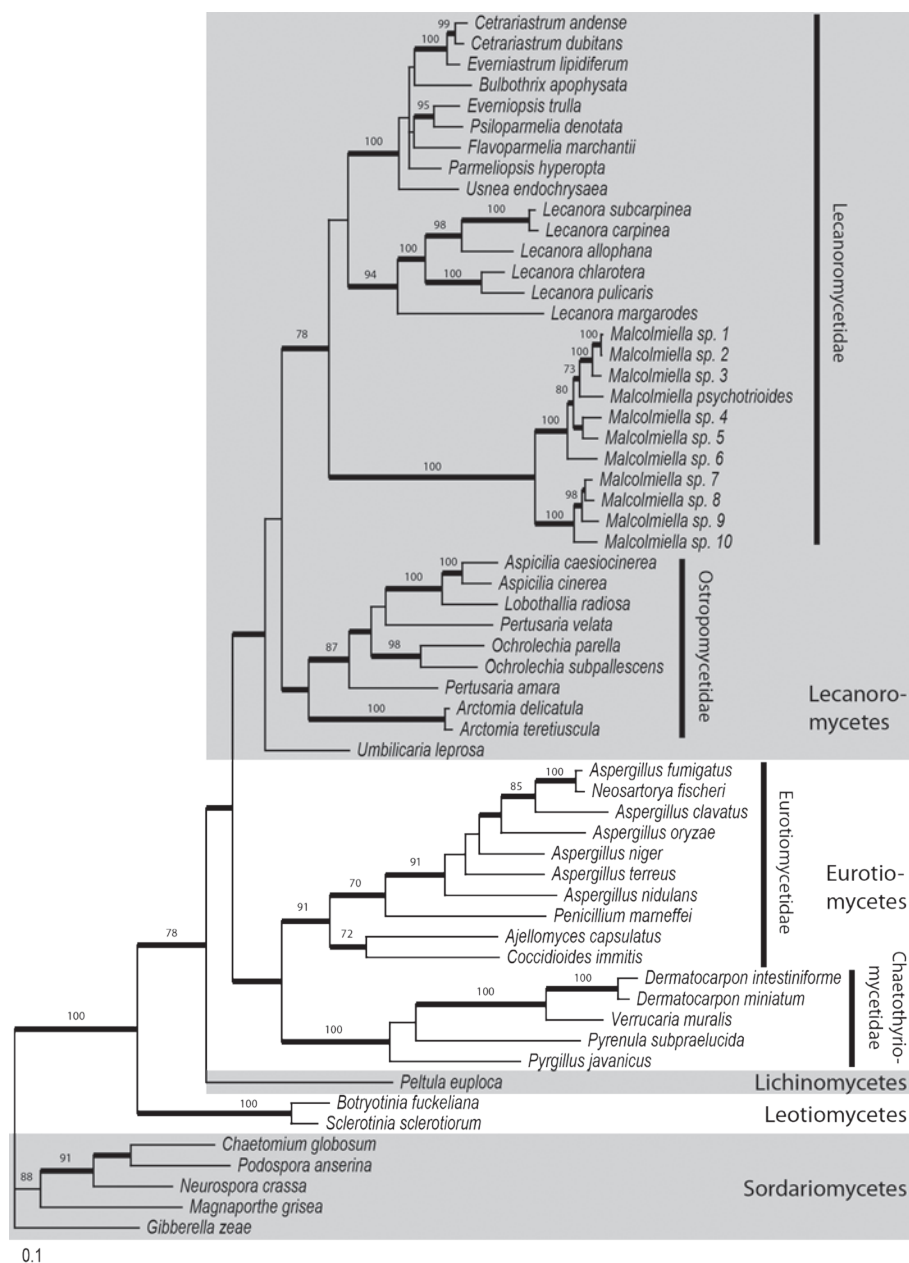 99
Cetrariastrum andense
100
Cetrariastrum dubitans
Everniastrum lipidiferum
Bulbothrix apophysata
95
Everniopsis trulla
Psiloparmelia denotata
100
Flavoparmelia marchantii
Parmeliopsis hyperopta
Usnea endochrysaea
100
Lecanora subcarpinea
98
Lecanora carpinea
100
Lecanora allophana
100
Lecanora chlarotera
94
Lecanora pulicaris
Lecanora margarodes
78
100
Malcolmiella sp. 1
100
Malcolmiella sp. 2
73
Malcolmiella sp. 3
80
Malcolmiella psychotrioides
100
Malcolmiella sp. 4
Malcolmiella sp. 5
Malcolmiella sp. 6
100
Malcolmiella sp. 7
98
Malcolmiella sp. 8
100
Malcolmiella sp. 9
Malcolmiella sp. 10
Lecanoromycetidae
100
Aspicilia caesiocinerea
100
Aspicilia cinerea
Lobothallia radiosa
Pertusaria velata
87
98
Ochrolechia parella
Ochrolechia subpallescens
Pertusaria amara
100
Arctomia delicatula
Arctomia teretiuscula
Ostropomycetidae
Umbilicaria leprosa
Lecanoro-
mycetes
100
Aspergillus fumigatus
85
Neosartorya fischeri
Aspergillus clavatus
Aspergillus oryzae
Aspergillus niger
91
Aspergillus terreus
70
Aspergillus nidulans
91
Penicillium marneffei
72
Ajellomyces capsulatus
Coccidioides immitis
Eurotiomycetidae
Eurotio-
mycetes
100
Dermatocarpon intestiniforme
100
Dermatocarpon miniatum
Verrucaria muralis
100
Pyrenula subpraelucida
Pyrgillus javanicus
Chaetothyrio-
mycetidae
78
Peltula euploca
Lichinomycetes
100
100
Botryotinia fuckeliana
Sclerotinia sclerotiorum
Leotiomycetes
Chaetomium globosum
91
Podospora anserina
88
Neurospora crassa
Magnaporthe grisea
Gibberella zeae
Sordariomycetes
0.1